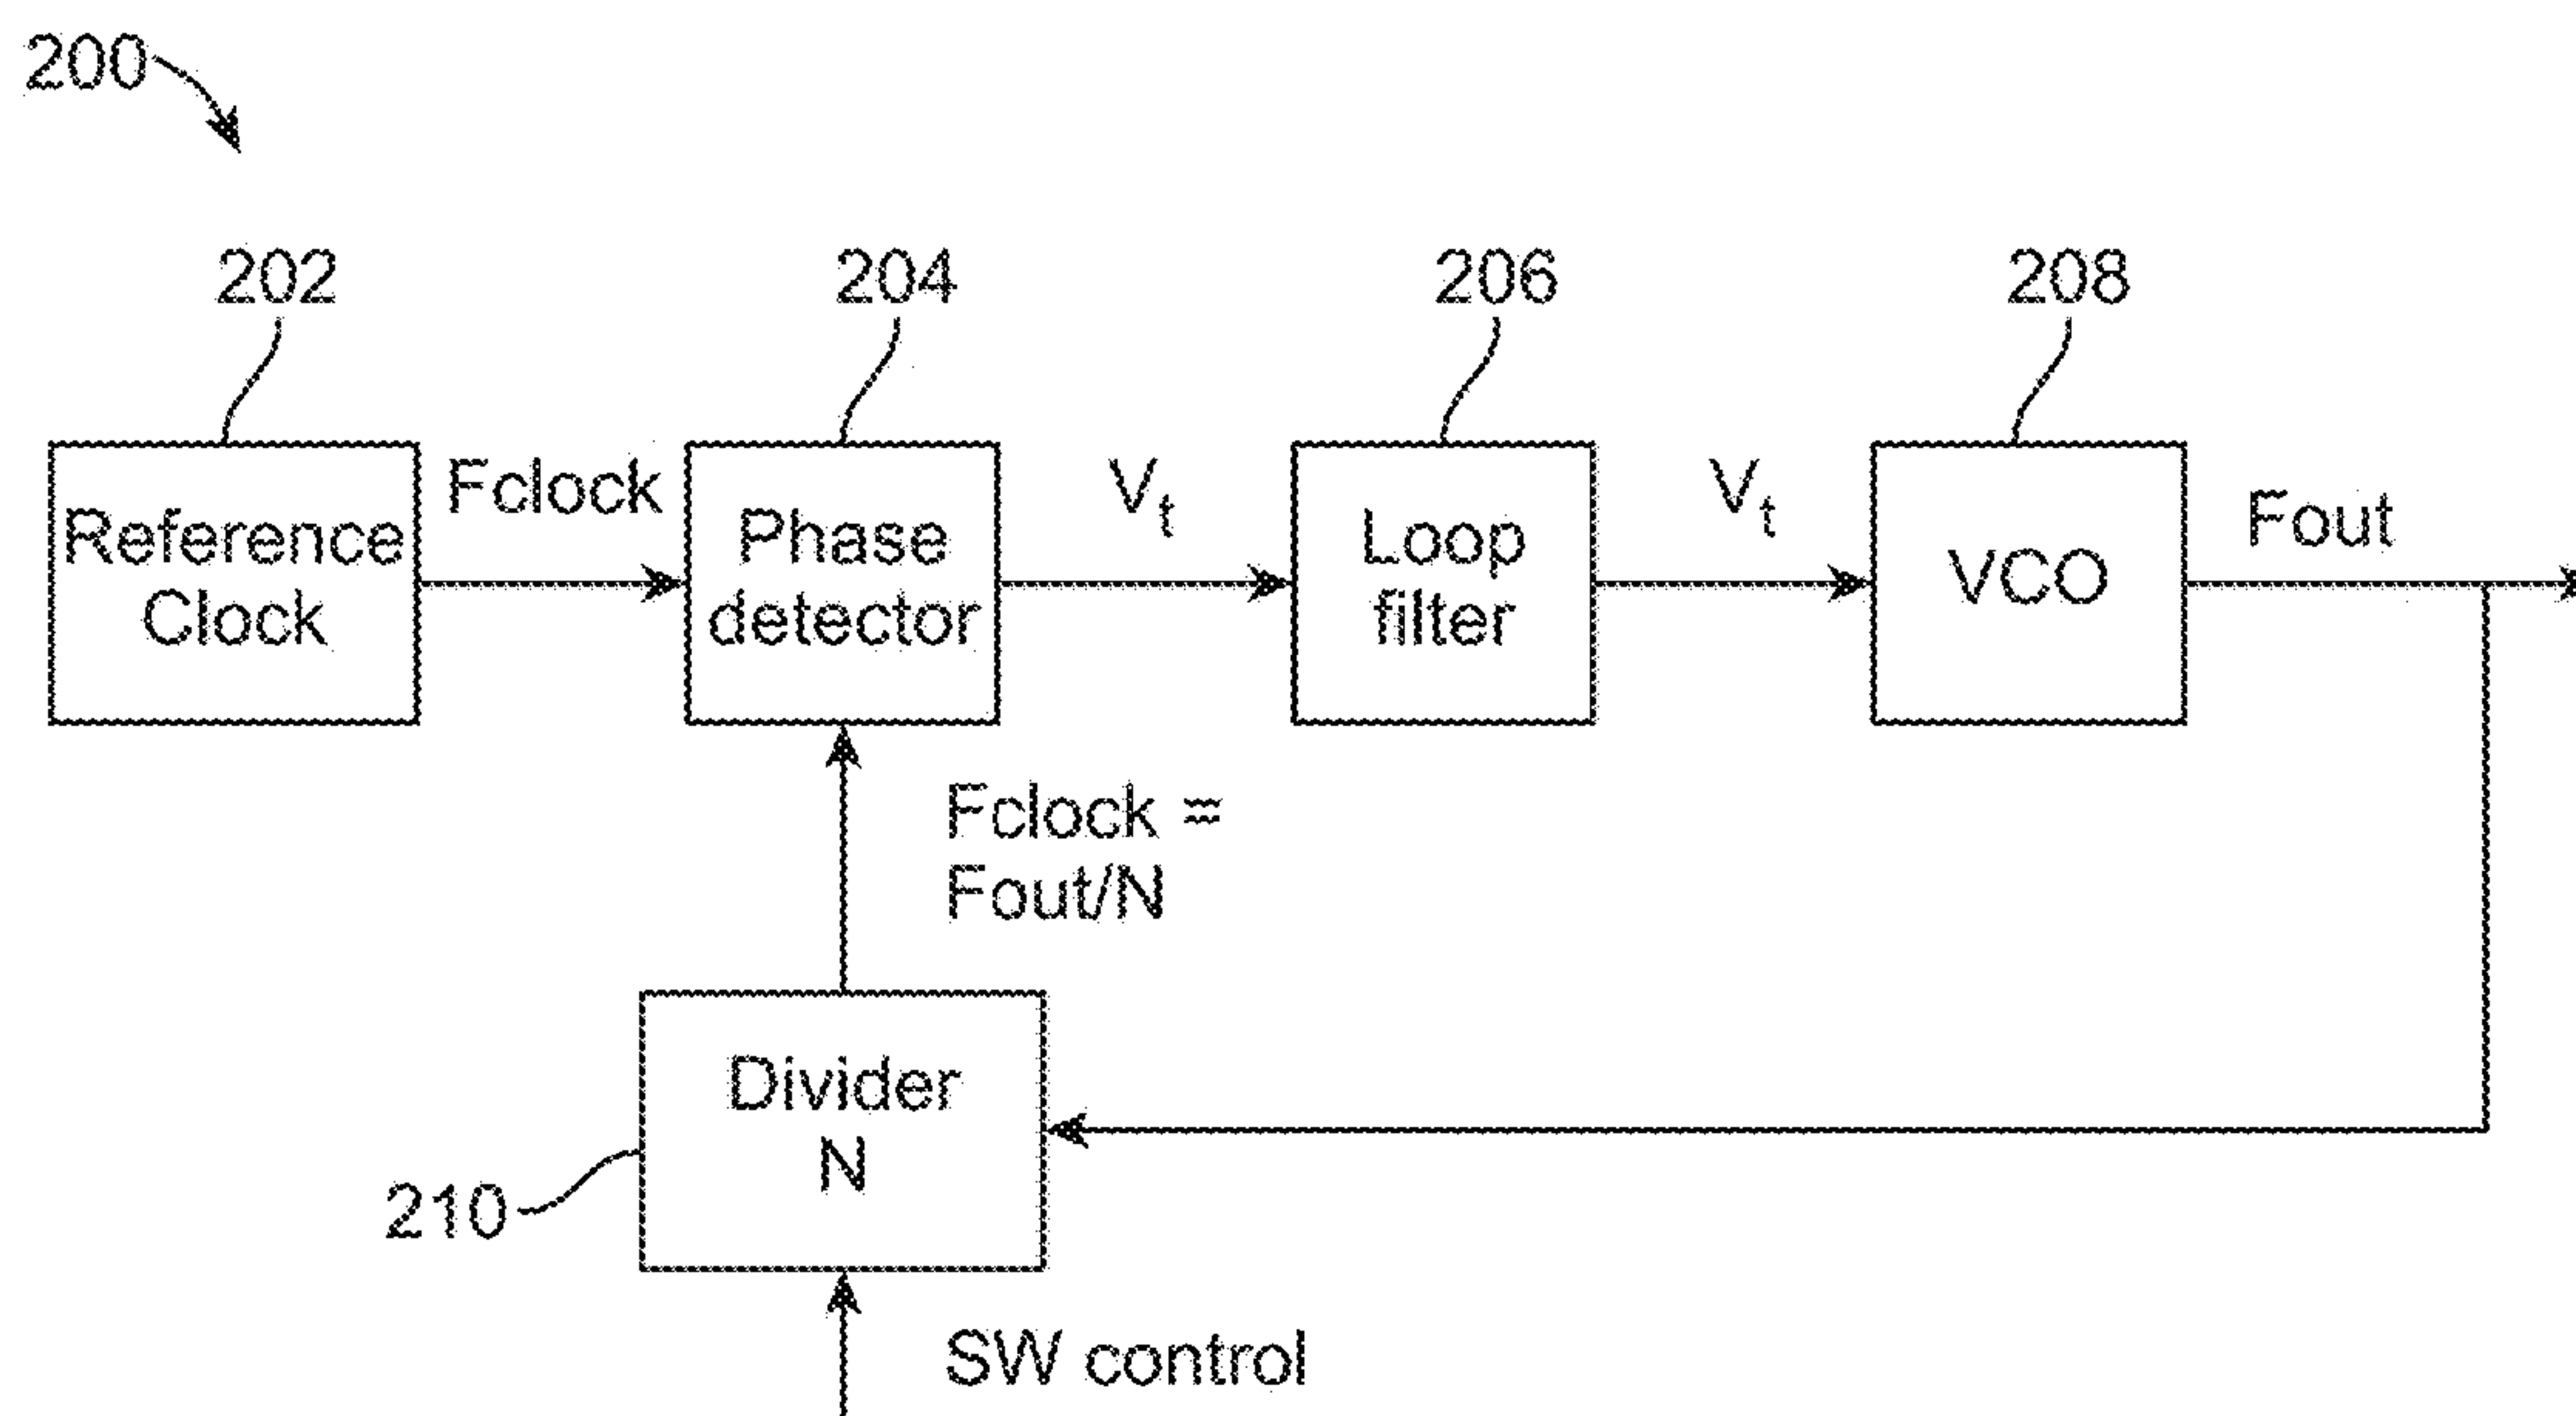 200
202
204
206
208
Reference
Clock
Fclock
Phase
detector
Vt
Loop
filter
Vt
VCO
Fout
Fclock =
Fout/N
Divider
N
210
SW control